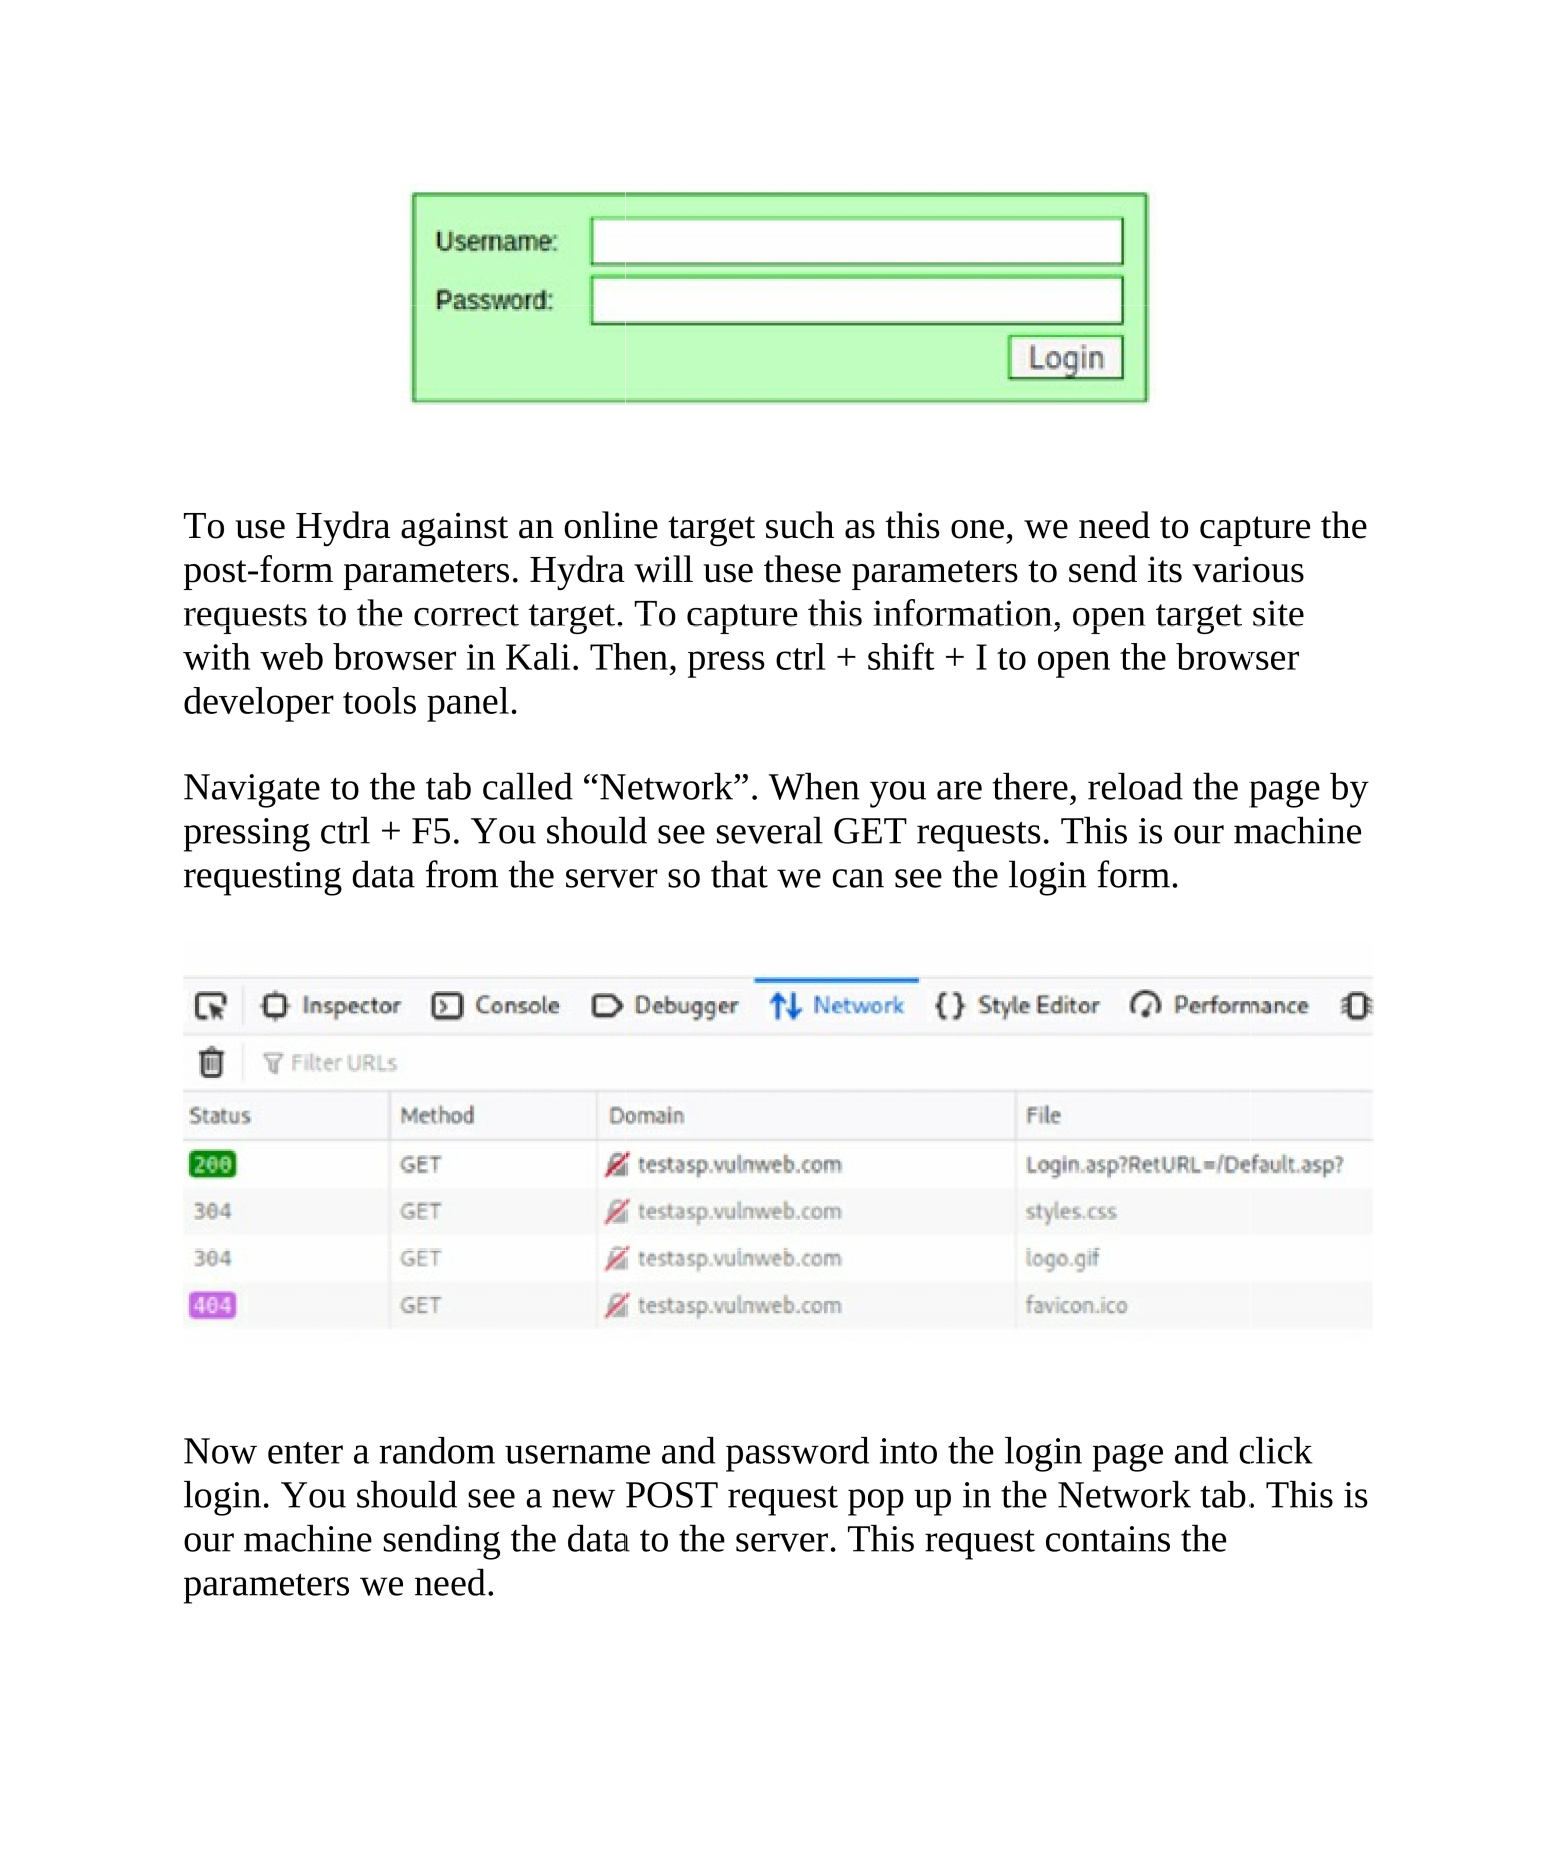 Username:
Password:
Login
To use Hydra against an online target such as this one, we need to capture the
post-form parameters. Hydra will use these parameters to send its various
requests to the correct target. To capture this information, open target site
with web browser in Kali. Then, press ctrl + shift + I to open the browser
developer tools panel.
Navigate to the tab called “Network”. When you are there, reload the page by
pressing ctrl + F5. You should see several GET requests. This is our machine
requesting data from the server so that we can see the login form.
Inspector Console Debugger Network Style Editor Performance
Filter URLs
Status Method Domain File
200 GET testasp.vulnweb.com Login.asp?RetURL=/Default.asp?
304 GET testasp.vulnweb.com styles.css
304 GET testasp.vulnweb.com logo.gif
404 GET testasp.vulnweb.com favicon.ico
Now enter a random username and password into the login page and click
login. You should see a new POST request pop up in the Network tab. This is
our machine sending the data to the server. This request contains the
parameters we need.